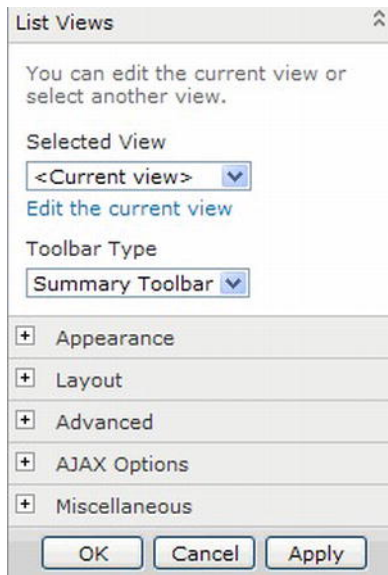 List Views
You can edit the current view or
select another view.
Selected View
<Current view>
Edit the current view
Toolbar Type
Summary Toolbar
Appearance
Layout
Advanced
AJAX Options
Miscellaneous
OK Cancel Apply